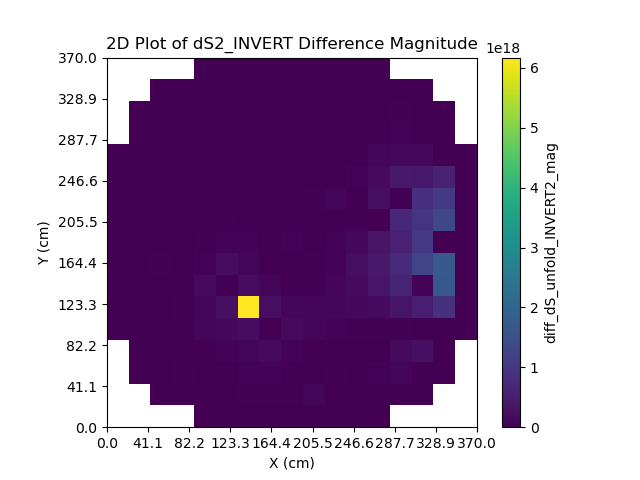 2D Plot of dS2_INVERT Difference Magnitude
1e18
370.0
328.9
287.7
246.6
205.5
164.4
123.3
82.2
41.1
0.0
Y (cm)
0.0 41.1 82.2 123.3 164.4 205.5 246.6 287.7 328.9 370.0
X (cm)
6
5
4
3
2
1
0
diff_dS_unfold_INVERT2_mag